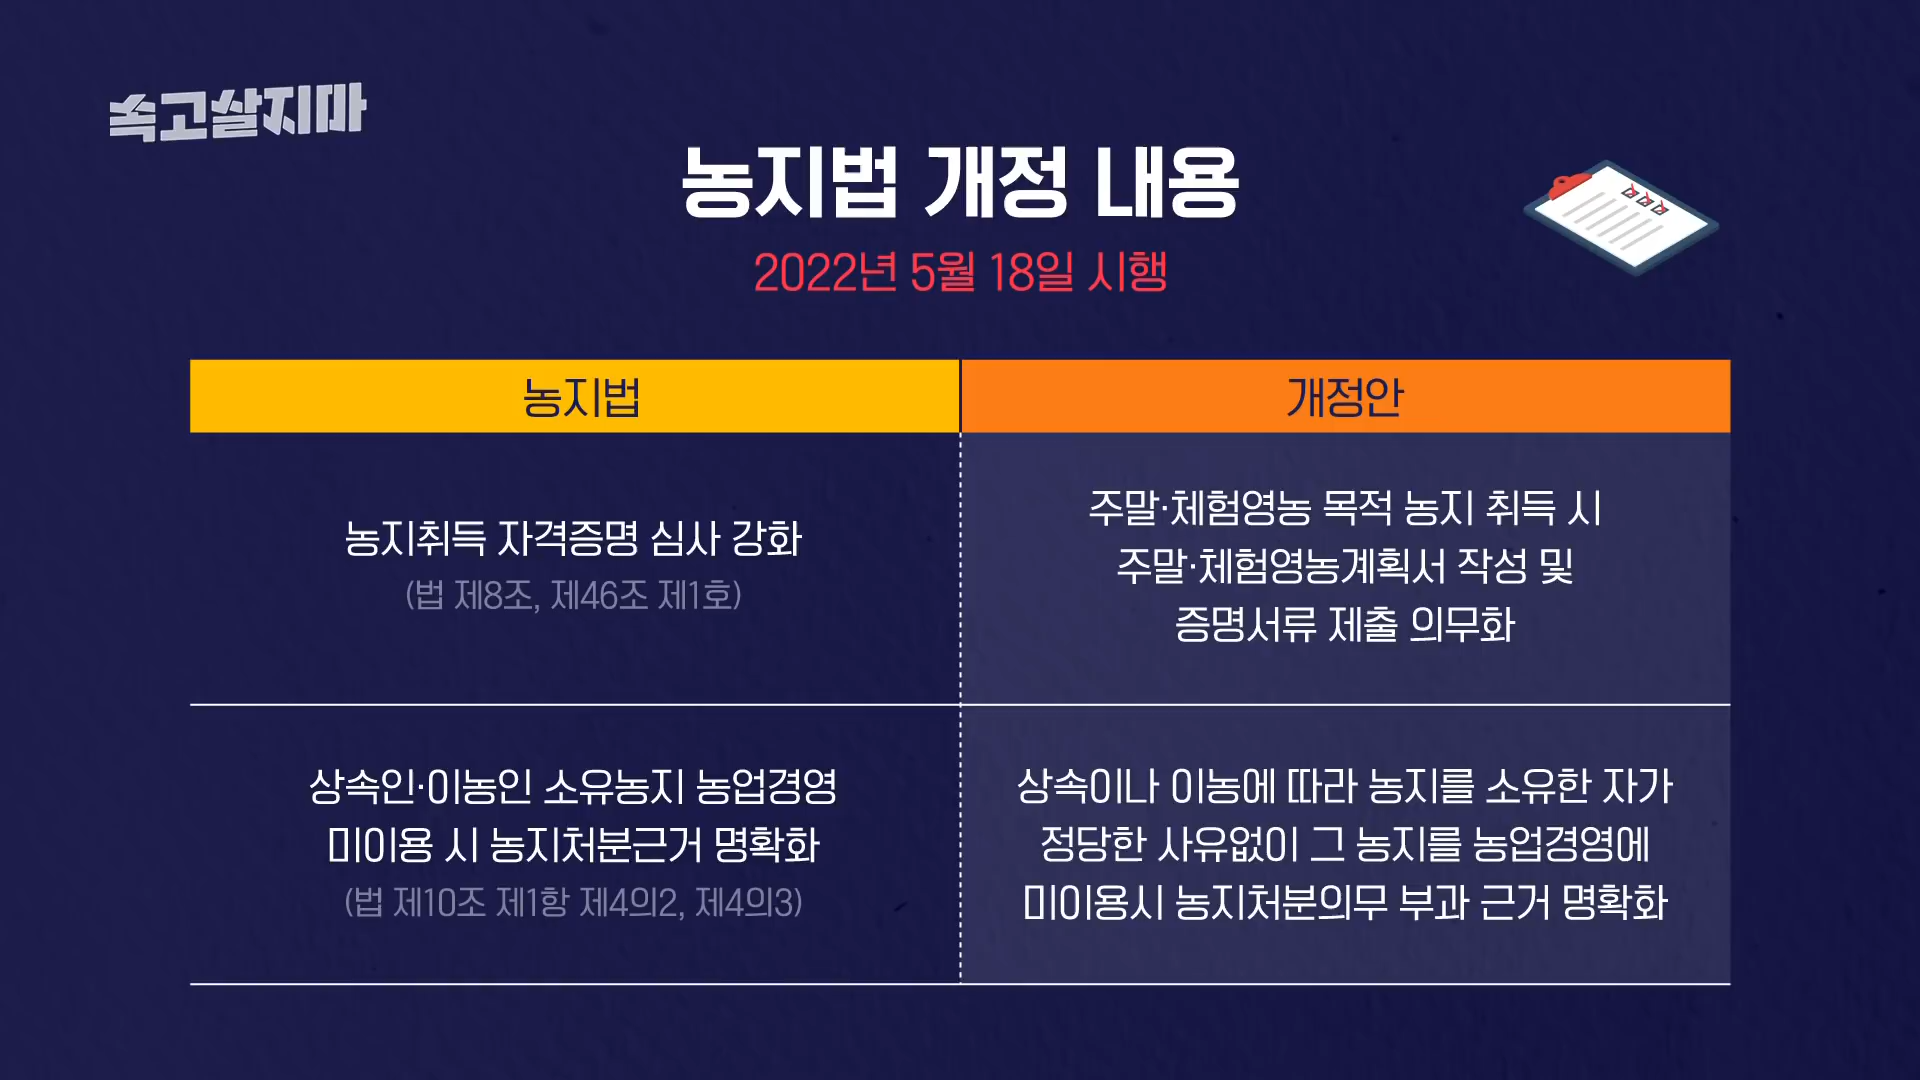 속고살지마
농지법 개정 내용
2022년 5월 18일 시행
농지법
개정안
농지취득 자격증명 심사 강화
(법 제8조, 제46조 제1호)
주말·체험영농 목적 농지 취득 시
주말·체험영농계획서 작성 및
증명서류 제출 의무화
상속인·이농인 소유농지 농업경영
미이용 시 농지처분근거 명확화
(법 제10조 제1항 제4의2, 제4의3)
상속이나 이농에 따라 농지를 소유한 자가
정당한 사유없이 그 농지를 농업경영에
미이용시 농지처분의무 부과 근거 명확화